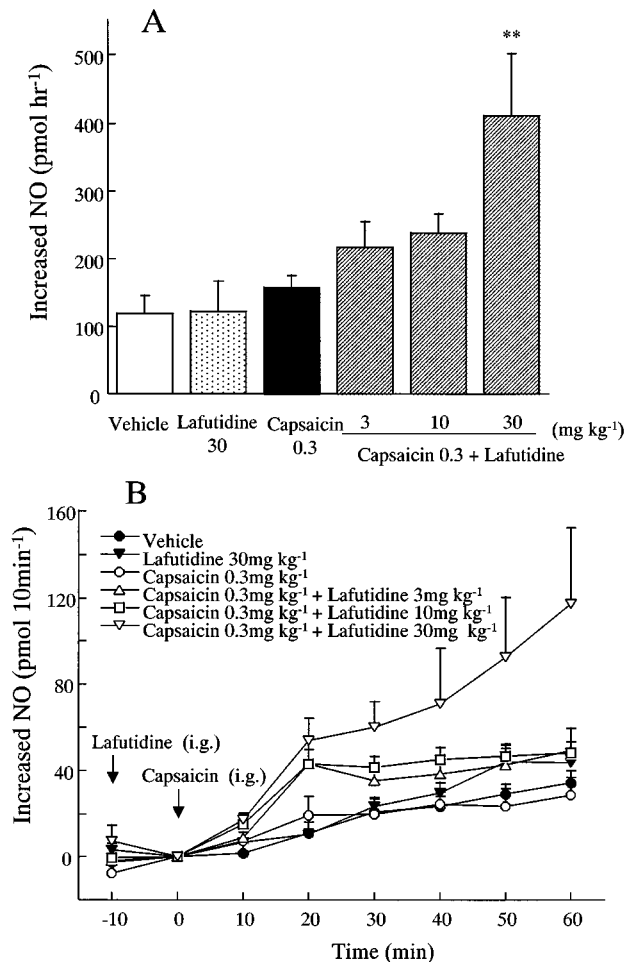 A
**
Increased NO (pmol hr⁻¹)
500
400
300
200
100
0
Vehicle Lafutidine Capsaicin 3 10 30 (mg kg⁻¹)
30 0.3 Capsaicin 0.3 + Lafutidine
B
Increased NO (pmol 10min⁻¹)
160
120
80
40
0
Vehicle
Lafutidine 30mg kg⁻¹
Capsaicin 0.3mg kg⁻¹
Capsaicin 0.3mg kg⁻¹ + Lafutidine 3mg kg⁻¹
Capsaicin 0.3mg kg⁻¹ + Lafutidine 10mg kg⁻¹
Capsaicin 0.3mg kg⁻¹ + Lafutidine 30mg kg⁻¹
Lafutidine (i.g.)
Capsaicin (i.g.)
-10 0 10 20 30 40 50 60
Time (min)